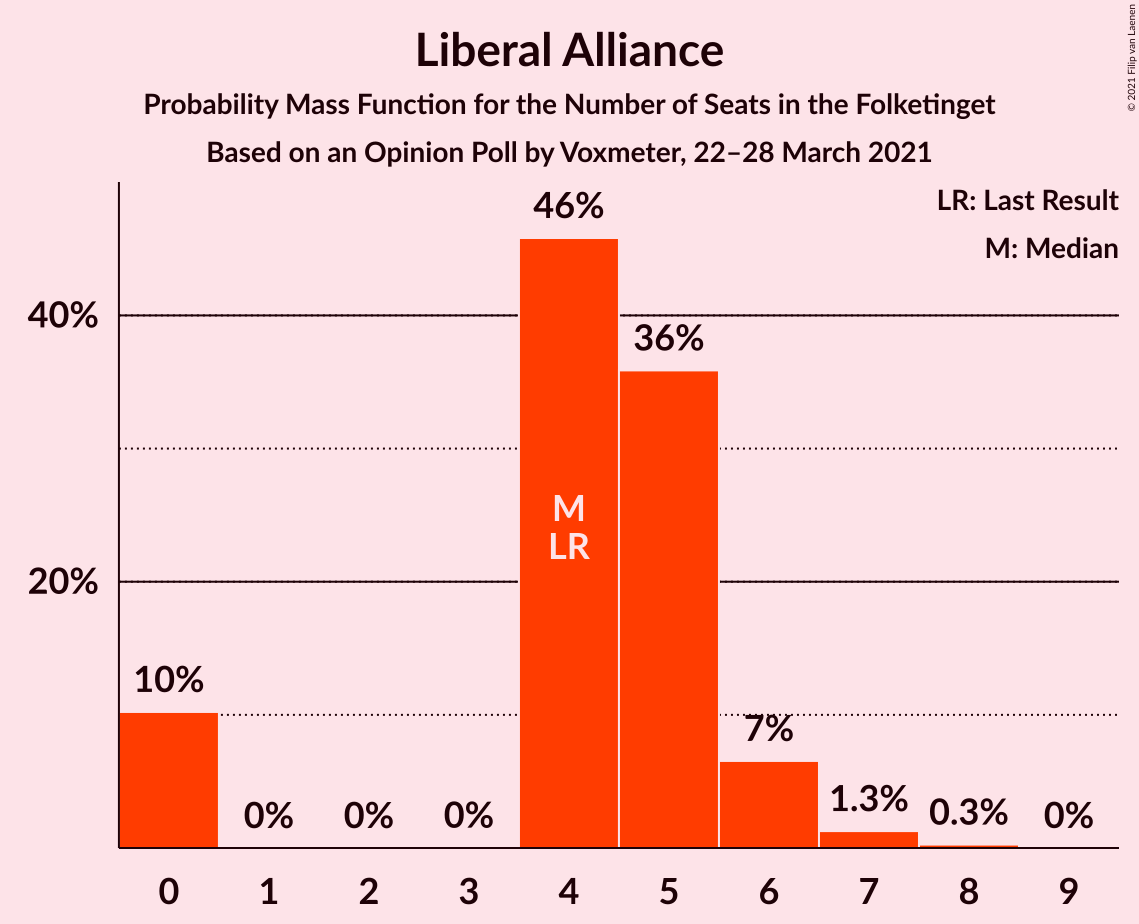 Liberal Alliance
Probability Mass Function for the Number of Seats in the Folketinget
Based on an Opinion Poll by Voxmeter, 22–28 March 2021
© 2021 Filip van Laenen
LR: Last Result
M: Median
46%
40%
36%
M
LR
20%
10%
7%
0%
0%
0%
1.3%
0.3%
0%
0
1
2
3
4
5
6
7
8
9